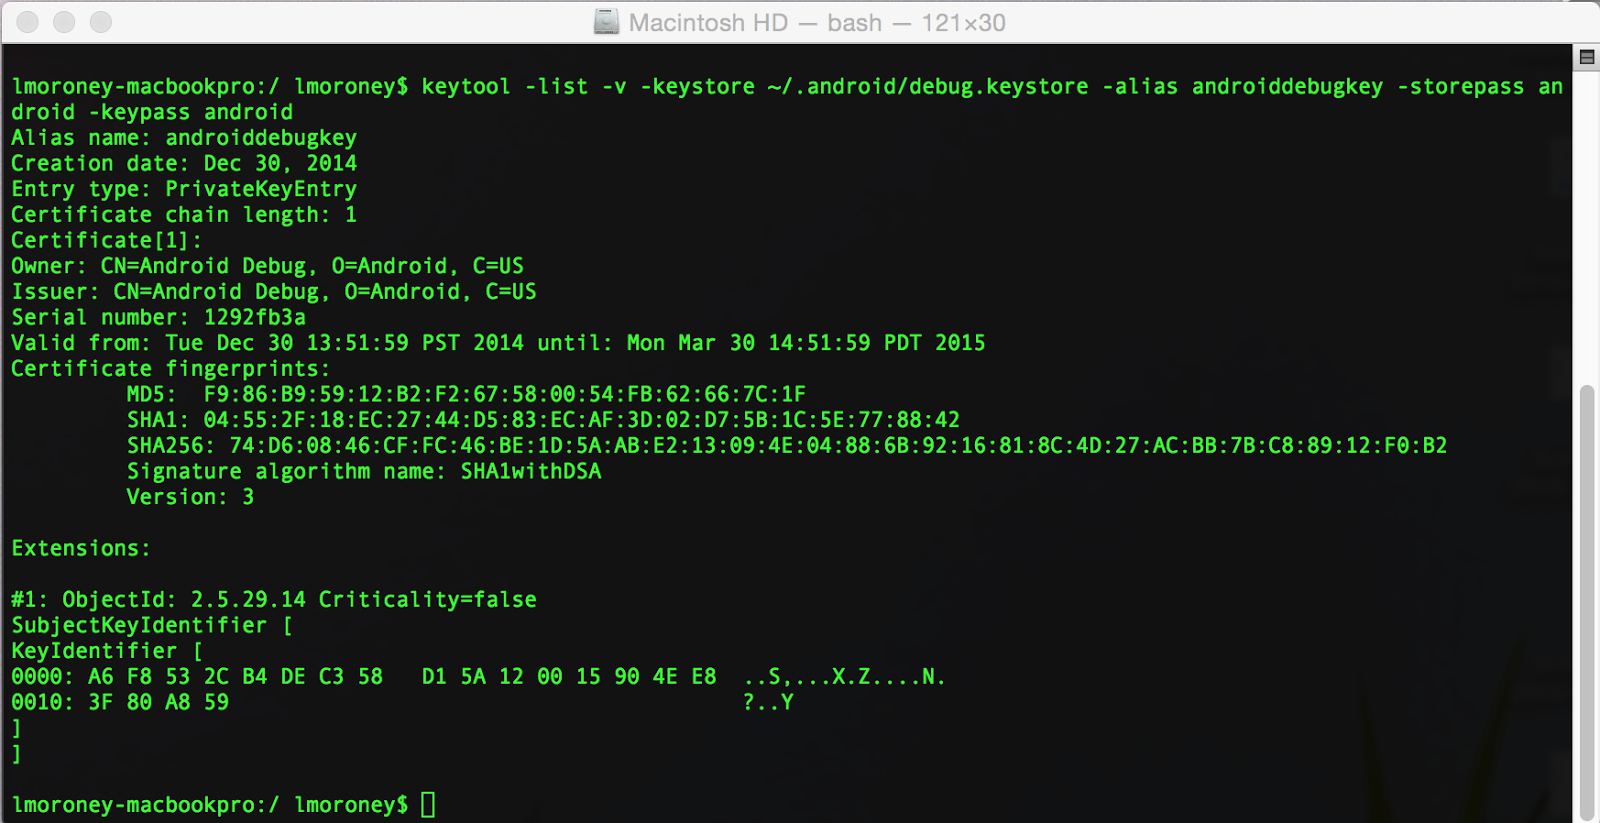 Macintosh HD — bash — 121×30
lmoroney-macbookpro:/ lmoroney$ keytool -list -v -keystore ~/.android/debug.keystore -alias androiddebugkey -storepass an
droid -keypass android
Alias name: androiddebugkey
Creation date: Dec 30, 2014
Entry type: PrivateKeyEntry
Certificate chain length: 1
Certificate[1]:
Owner: CN=Android Debug, O=Android, C=US
Issuer: CN=Android Debug, O=Android, C=US
Serial number: 1292fb3a
Valid from: Tue Dec 30 13:51:59 PST 2014 until: Mon Mar 30 14:51:59 PDT 2015
Certificate fingerprints:
MD5:  F9:86:B9:59:12:B2:F2:67:58:00:54:FB:62:66:7C:1F
SHA1: 04:55:2F:18:EC:27:44:D5:83:EC:AF:3D:02:D7:5B:1C:5E:77:88:42
SHA256: 74:D6:08:46:CF:FC:46:BE:1D:5A:AB:E2:13:09:4E:04:88:6B:92:16:81:8C:4D:27:AC:BB:7B:C8:89:12:F0:B2
Signature algorithm name: SHA1withDSA
Version: 3
Extensions:
#1: ObjectId: 2.5.29.14 Criticality=false
SubjectKeyIdentifier [
KeyIdentifier [
0000: A6 F8 53 2C B4 DE C3 58   D1 5A 12 00 15 90 4E E8  ..S,...X.Z....N.
0010: 3F 80 A8 59                                        ?..Y
]
]
lmoroney-macbookpro:/ lmoroney$